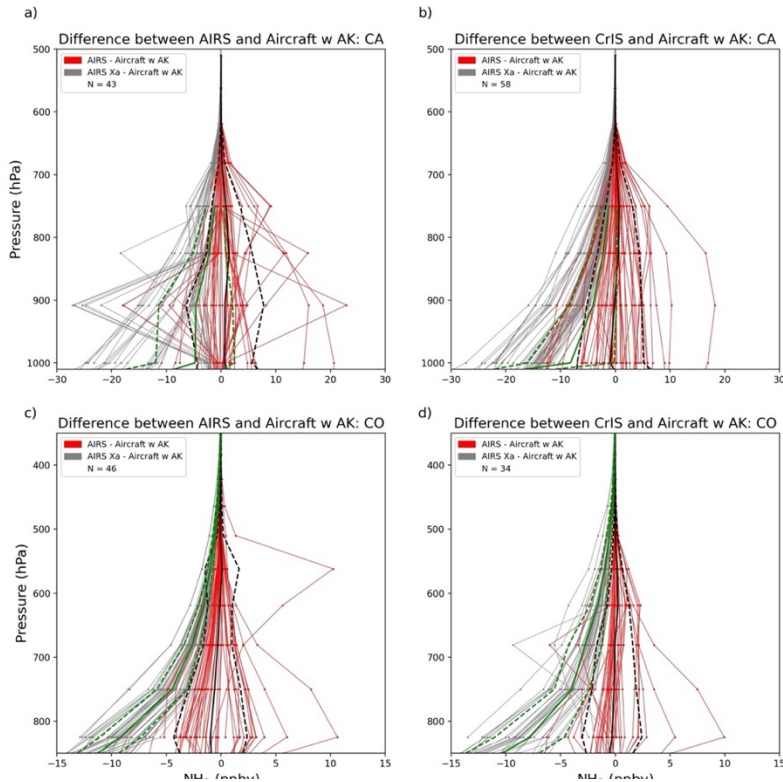 a)
Difference between AIRS and Aircraft w AK: CA
AIRS - Aircraft w AK
AIRS Xa - Aircraft w AK
N = 43
500
600
700
800
900
1000
Pressure (hPa)
-30 -20 -10 0 10 20 30
b)
Difference between CrIS and Aircraft w AK: CA
AIRS - Aircraft w AK
AIRS Xa - Aircraft w AK
N = 58
500
600
700
800
900
1000
-30 -20 -10 0 10 20 30
c)
Difference between AIRS and Aircraft w AK: CO
AIRS - Aircraft w AK
AIRS Xa - Aircraft w AK
N = 46
400
500
600
700
800
Pressure (hPa)
-15 -10 -5 0 5 10 15
d)
Difference between CrIS and Aircraft w AK: CO
AIRS - Aircraft w AK
AIRS Xa - Aircraft w AK
N = 34
400
500
600
700
800
-15 -10 -5 0 5 10 15